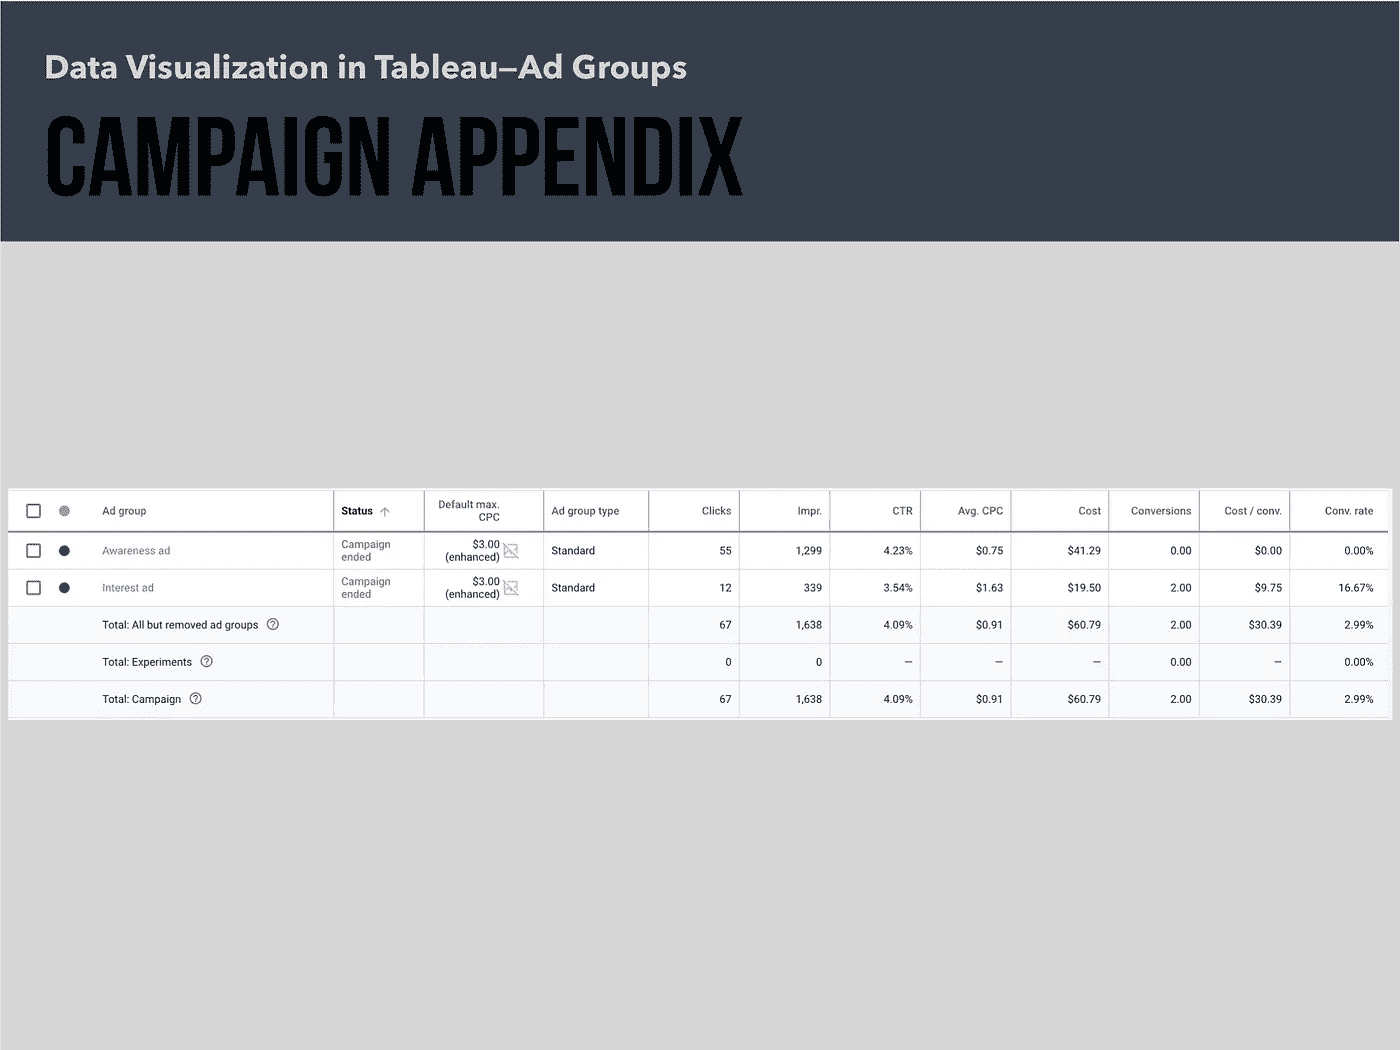 Data Visualization in Tableau—Ad Groups
CAMPAIGN APPENDIX
Ad group Status Default max. CPC Ad group type Clicks Impr. CTR Avg. CPC Cost Conversions Cost / conv. Conv. rate
Awareness ad Campaign ended $3.00 (enhanced) Standard 55 1,299 4.23% $0.75 $41.29 0.00 $0.00 0.00%
Interest ad Campaign ended $3.00 (enhanced) Standard 12 339 3.54% $1.63 $19.50 2.00 $9.75 16.67%
Total: All but removed ad groups 67 1,638 4.09% $0.91 $60.79 2.00 $30.39 2.99%
Total: Experiments 0 0 — — — 0.00 — 0.00%
Total: Campaign 67 1,638 4.09% $0.91 $60.79 2.00 $30.39 2.99%